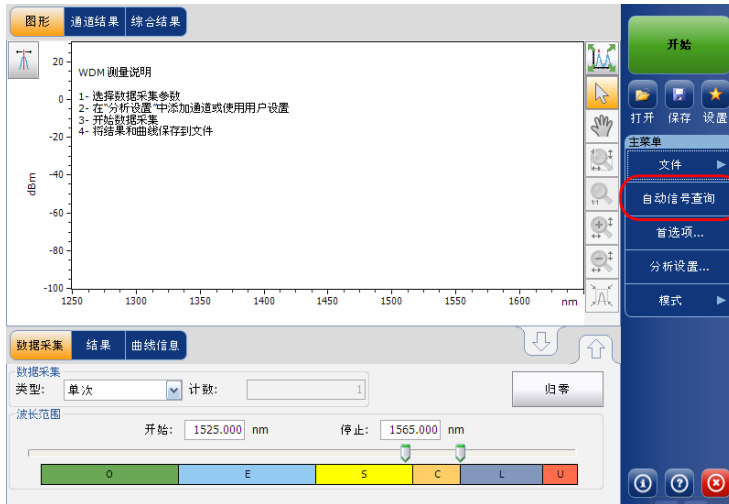 图形 通道结果 综合结果
WDM 测量说明
1- 选择数据采集参数
2- 在"分析设置"中添加通道或使用用户设置
3- 开始数据采集
4- 将结果和曲线保存到文件
20
0
-20
-40
-60
-80
-100
dBm
1250 1300 1350 1400 1450 1500 1550 1600 nm
1:1
开始
打开 保存 设置
主菜单
文件
自动信号查询
首选项...
分析设置...
模式
数据采集 结果 曲线信息
数据采集
类型: 单次 计数: 1 归零
波长范围
开始: 1525.000 nm 停止: 1565.000 nm
O E S C L U